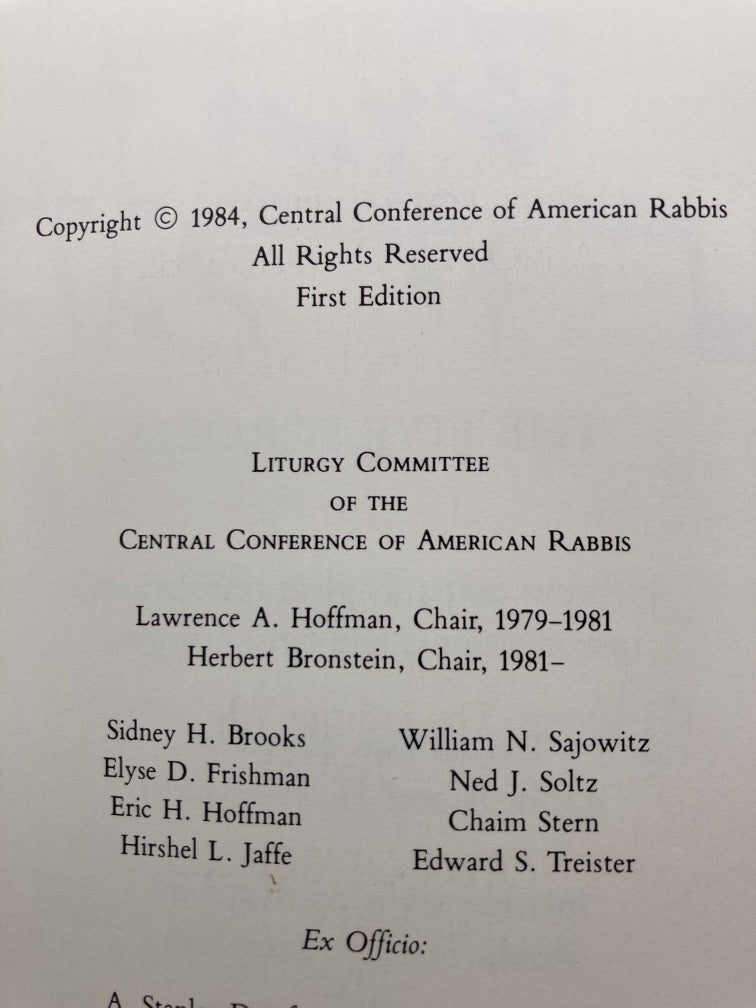 Copyright © 1984, Central Conference of American Rabbis
All Rights Reserved
First Edition
LITURGY COMMITTEE
OF THE
CENTRAL CONFERENCE OF AMERICAN RABBIS
Lawrence A. Hoffman, Chair, 1979–1981
Herbert Bronstein, Chair, 1981–
Sidney H. Brooks
Elyse D. Frishman
Eric H. Hoffman
Hirshel L. Jaffe
William N. Sajowitz
Ned J. Soltz
Chaim Stern
Edward S. Treister
Ex Officio: